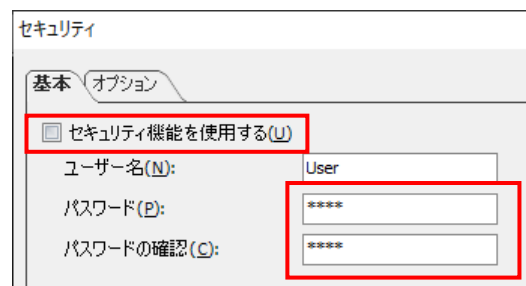 セキュリティ
基本 オプション
セキュリティ機能を使用する(U)
ユーザー名(N): User
パスワード(P): ****
パスワードの確認(C): ****